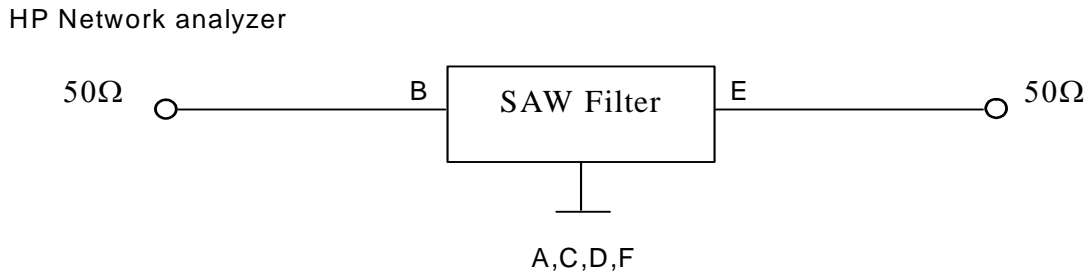 HP Network analyzer
50Ω B SAW Filter E 50Ω
A,C,D,F